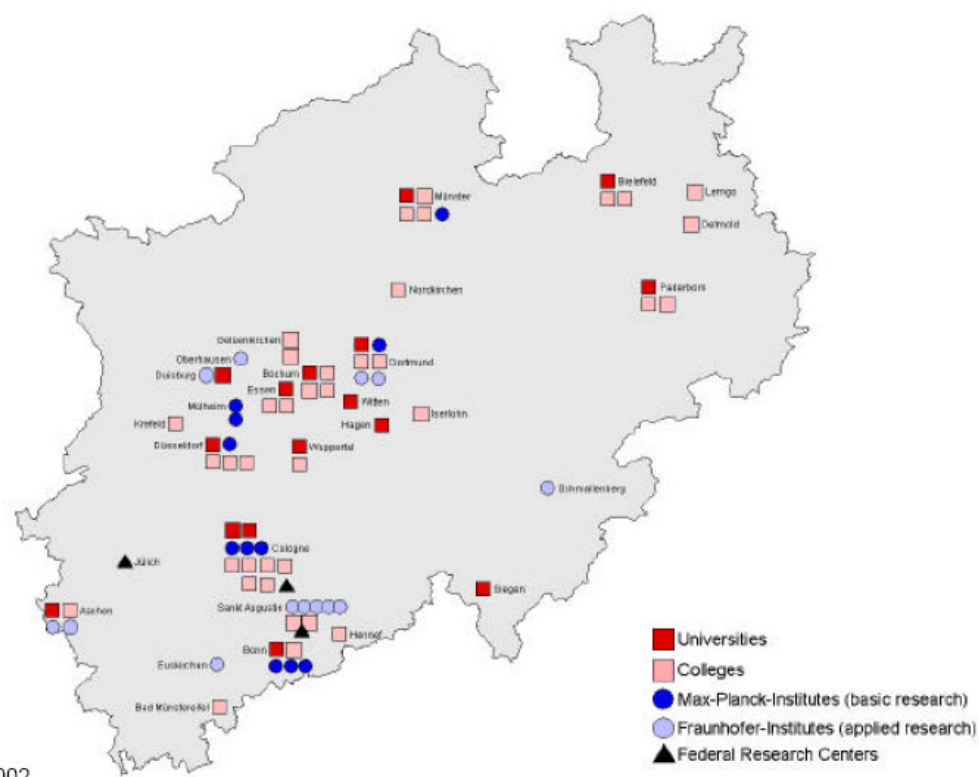 Bielefeld
Lemgo
Münster
Detmold
Paderborn
Nordkirchen
Gelsenkirchen
Oberhausen
Dortmund
Duisburg
Bochum
Essen
Witten
Mülheim
Iserlohn
Krefeld
Hagen
Düsseldorf
Wuppertal
Schmallenberg
Cologne
Jülich
Siegen
Sankt Augustin
Aachen
Hennef
Bonn
Euskirchen
Bad Münstereifel
Universities
Colleges
Max-Planck-Institutes (basic research)
Fraunhofer-Institutes (applied research)
Federal Research Centers